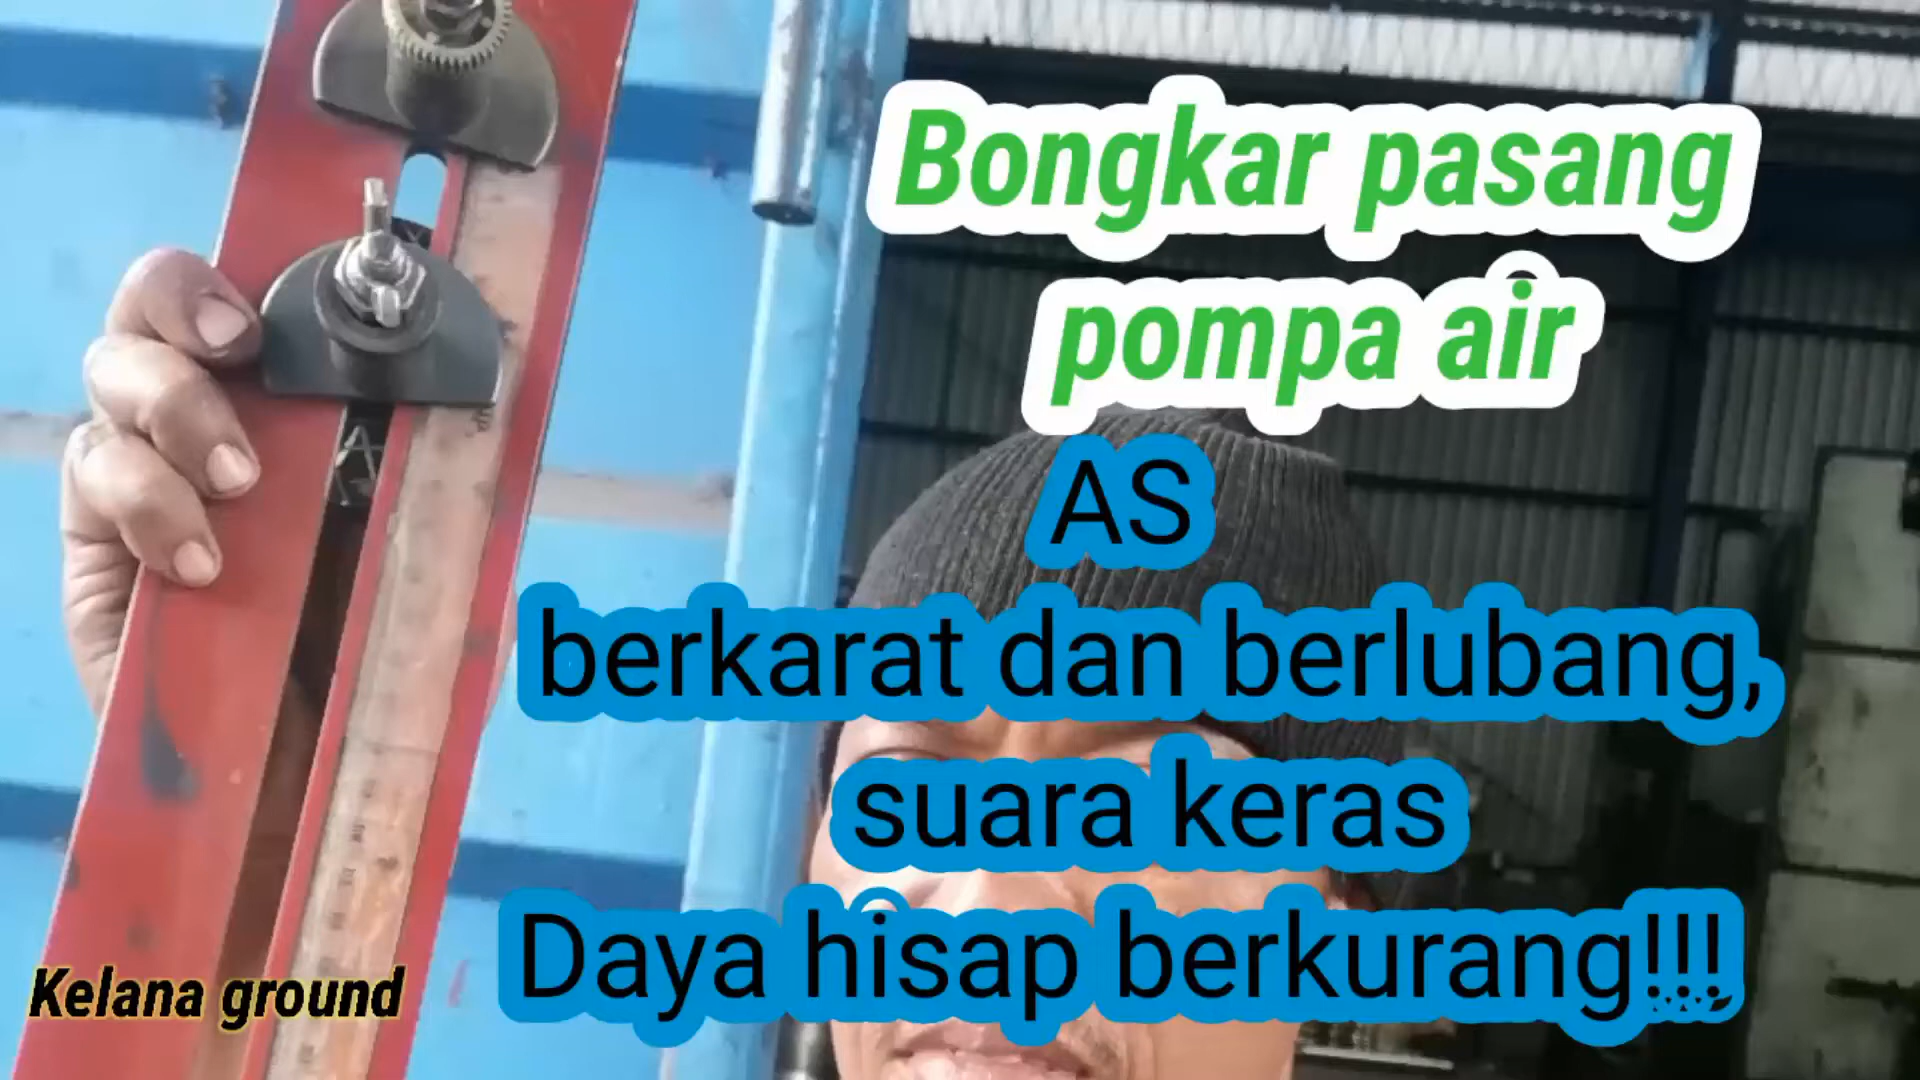 Bongkar pasang
pompa air
AS
berkarat dan berlubang,
suara keras
Daya hisap berkurang!!!
Kelana ground